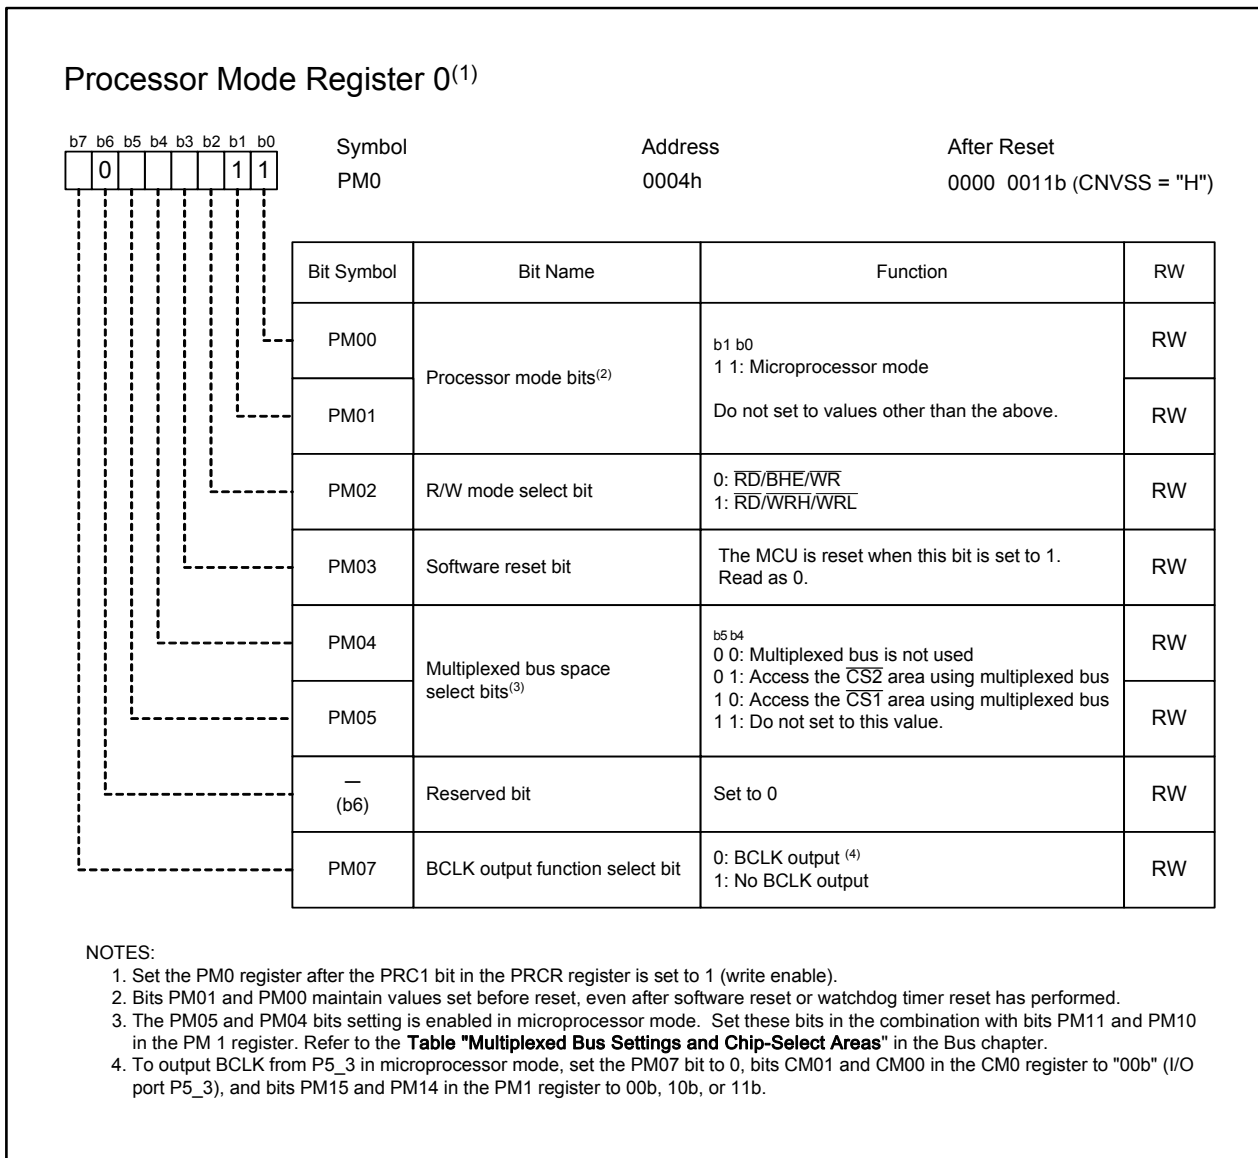 Processor Mode Register 0(1)
b7 b6 b5 b4 b3 b2 b1 b0
0 1 1
Symbol Address After Reset
PM0 0004h 0000 0011b (CNVSS = "H")
Bit Symbol Bit Name Function RW
PM00 RW
Processor mode bits(2)
b1 b0
1 1: Microprocessor mode
Do not set to values other than the above.
PM01 RW
PM02 R/W mode select bit
0: RD/BHE/WR
1: RD/WRH/WRL
RW
PM03 Software reset bit
The MCU is reset when this bit is set to 1.
Read as 0.
RW
PM04 RW
Multiplexed bus space
select bits(3)
b5 b4
0 0: Multiplexed bus is not used
0 1: Access the CS2 area using multiplexed bus
1 0: Access the CS1 area using multiplexed bus
1 1: Do not set to this value.
PM05 RW
—
(b6)
Reserved bit Set to 0 RW
PM07 BCLK output function select bit
0: BCLK output (4)
1: No BCLK output
RW
NOTES:
1. Set the PM0 register after the PRC1 bit in the PRCR register is set to 1 (write enable).
2. Bits PM01 and PM00 maintain values set before reset, even after software reset or watchdog timer reset has performed.
3. The PM05 and PM04 bits setting is enabled in microprocessor mode. Set these bits in the combination with bits PM11 and PM10
in the PM 1 register. Refer to the Table "Multiplexed Bus Settings and Chip-Select Areas" in the Bus chapter.
4. To output BCLK from P5_3 in microprocessor mode, set the PM07 bit to 0, bits CM01 and CM00 in the CM0 register to "00b" (I/O
port P5_3), and bits PM15 and PM14 in the PM1 register to 00b, 10b, or 11b.